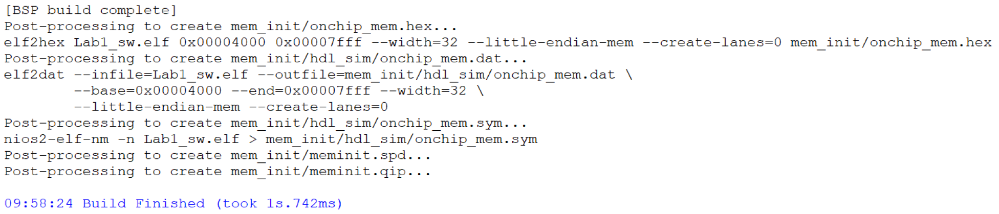 [BSP build complete]
Post-processing to create mem_init/onchip_mem.hex...
elf2hex Lab1_sw.elf 0x00004000 0x00007fff --width=32 --little-endian-mem --create-lanes=0 mem_init/onchip_mem.hex
Post-processing to create mem_init/hdl_sim/onchip_mem.dat...
elf2dat --infile=Lab1_sw.elf --outfile=mem_init/hdl_sim/onchip_mem.dat \
        --base=0x00004000 --end=0x00007fff --width=32 \
        --little-endian-mem --create-lanes=0
Post-processing to create mem_init/hdl_sim/onchip_mem.sym...
nios2-elf-nm -n Lab1_sw.elf > mem_init/hdl_sim/onchip_mem.sym
Post-processing to create mem_init/meminit.spd...
Post-processing to create mem_init/meminit.qip...
09:58:24 Build Finished (took 1s.742ms)